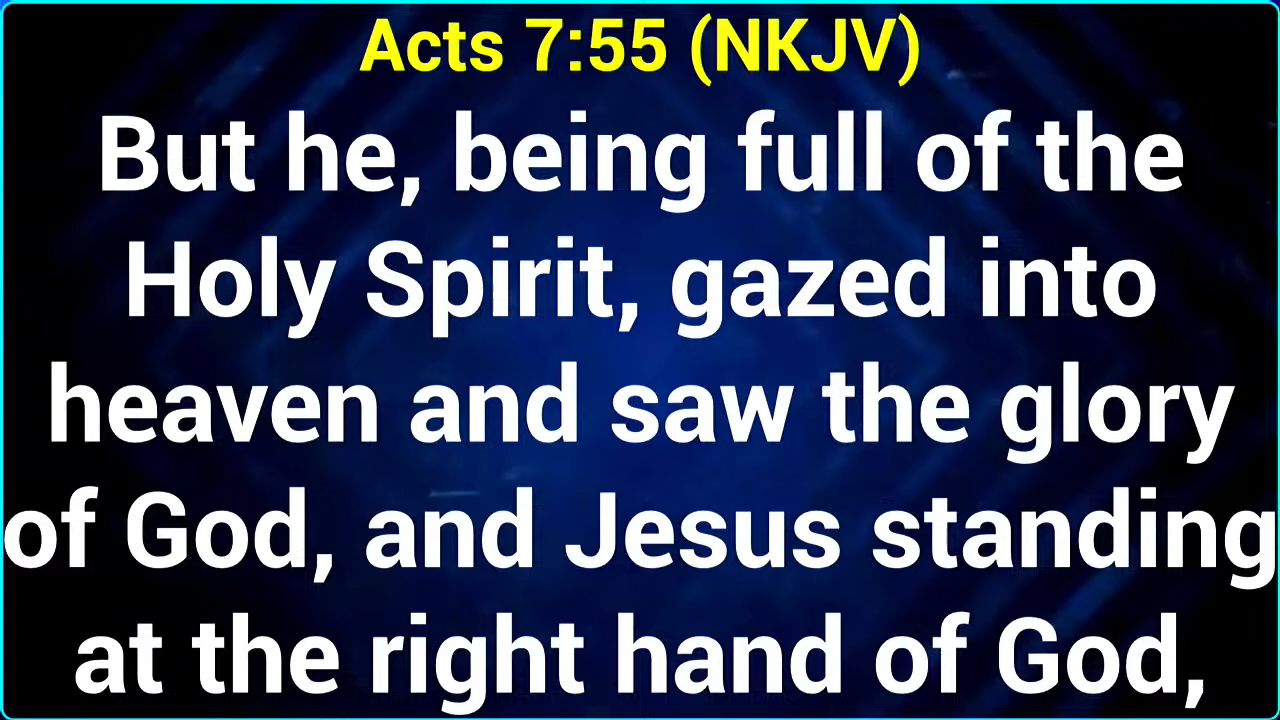 Acts 7:55 (NKJV)
But he, being full of the
Holy Spirit, gazed into
heaven and saw the glory
of God, and Jesus standing
at the right hand of God,